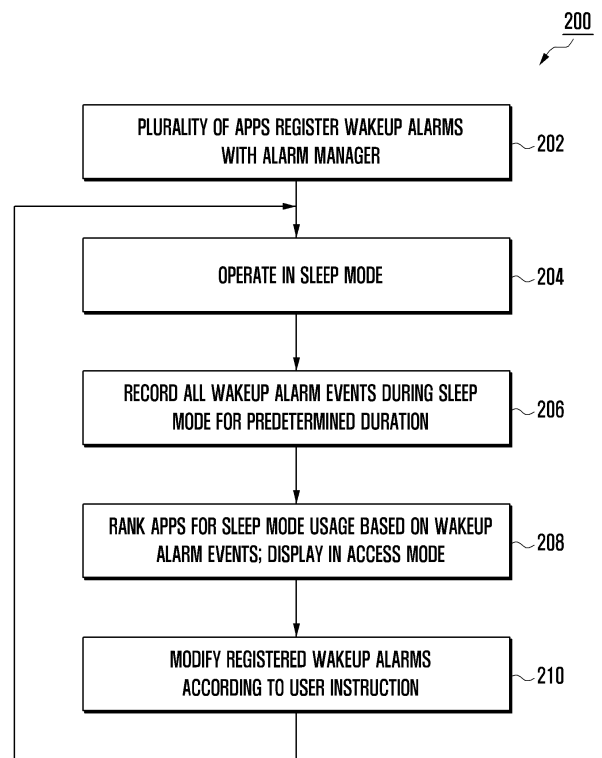 200
PLURALITY OF APPS REGISTER WAKEUP ALARMS
WITH ALARM MANAGER
202
OPERATE IN SLEEP MODE
204
RECORD ALL WAKEUP ALARM EVENTS DURING SLEEP
MODE FOR PREDETERMINED DURATION
206
RANK APPS FOR SLEEP MODE USAGE BASED ON WAKEUP
ALARM EVENTS; DISPLAY IN ACCESS MODE
208
MODIFY REGISTERED WAKEUP ALARMS
ACCORDING TO USER INSTRUCTION
210